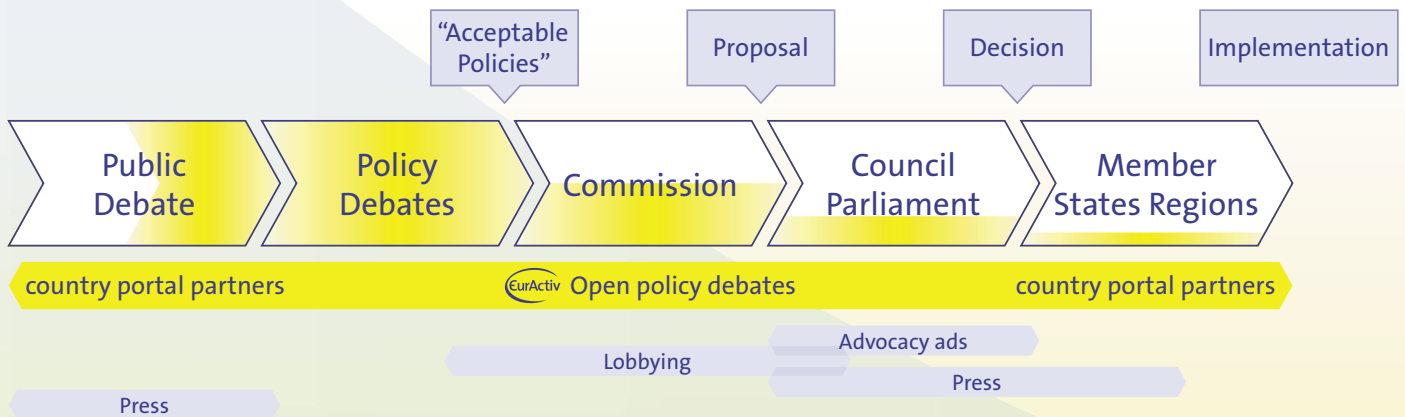 “Acceptable
Policies”
Proposal
Decision
Implementation
Public
Debate
Policy
Debates
Commission
Council
Parliament
Member
States Regions
country portal partners
EurActiv Open policy debates
country portal partners
Advocacy ads
Lobbying
Press
Press